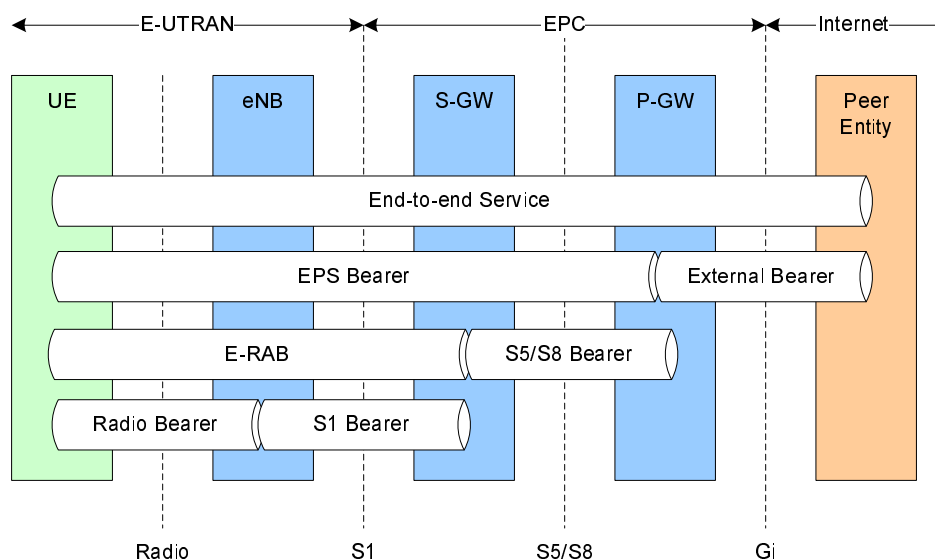 E-UTRAN EPC Internet
UE eNB S-GW P-GW Peer
Entity
End-to-end Service
EPS Bearer External Bearer
E-RAB S5/S8 Bearer
Radio Bearer S1 Bearer
Radio S1 S5/S8 Gi